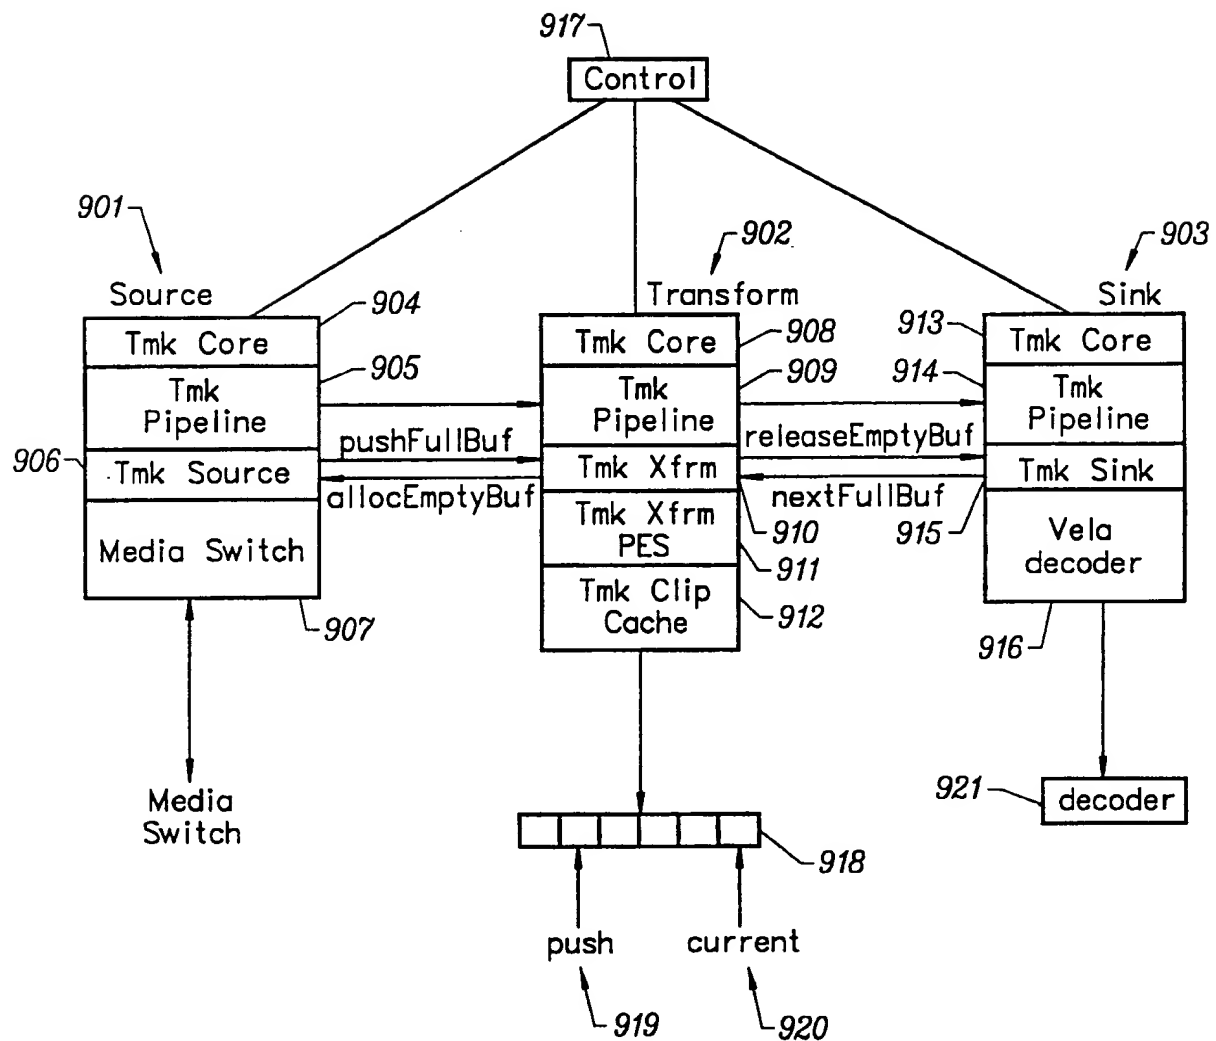 917
Control
901
902
903
Source
Transform
Sink
904
Tmk Core
905
Tmk
Pipeline
906
Tmk Source
Media Switch
907
Media
Switch
pushFullBuf
allocEmptyBuf
Tmk Core
908
Tmk
Pipeline
909
Tmk Xfrm
910
Tmk Xfrm
PES
911
Tmk Clip
Cache
912
releaseEmptyBuf
nextFullBuf
913
Tmk Core
914
Tmk
Pipeline
Tmk Sink
915
Vela
decoder
916
921
decoder
918
push
current
919
920